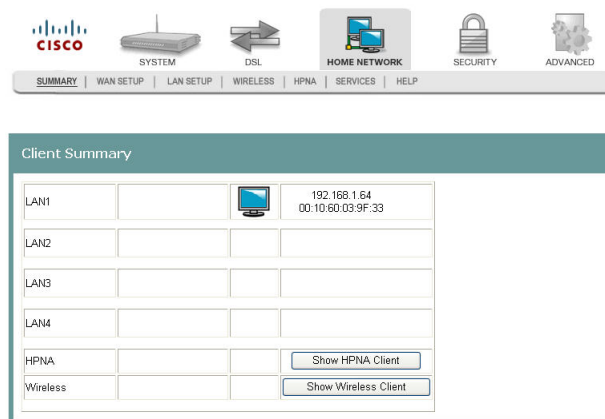 CISCO
SYSTEM DSL HOME NETWORK SECURITY ADVANCED
SUMMARY | WAN SETUP | LAN SETUP | WIRELESS | HPNA | SERVICES | HELP
Client Summary
LAN1 192.168.1.64
00:10:60:03:9F:33
LAN2
LAN3
LAN4
HPNA Show HPNA Client
Wireless Show Wireless Client